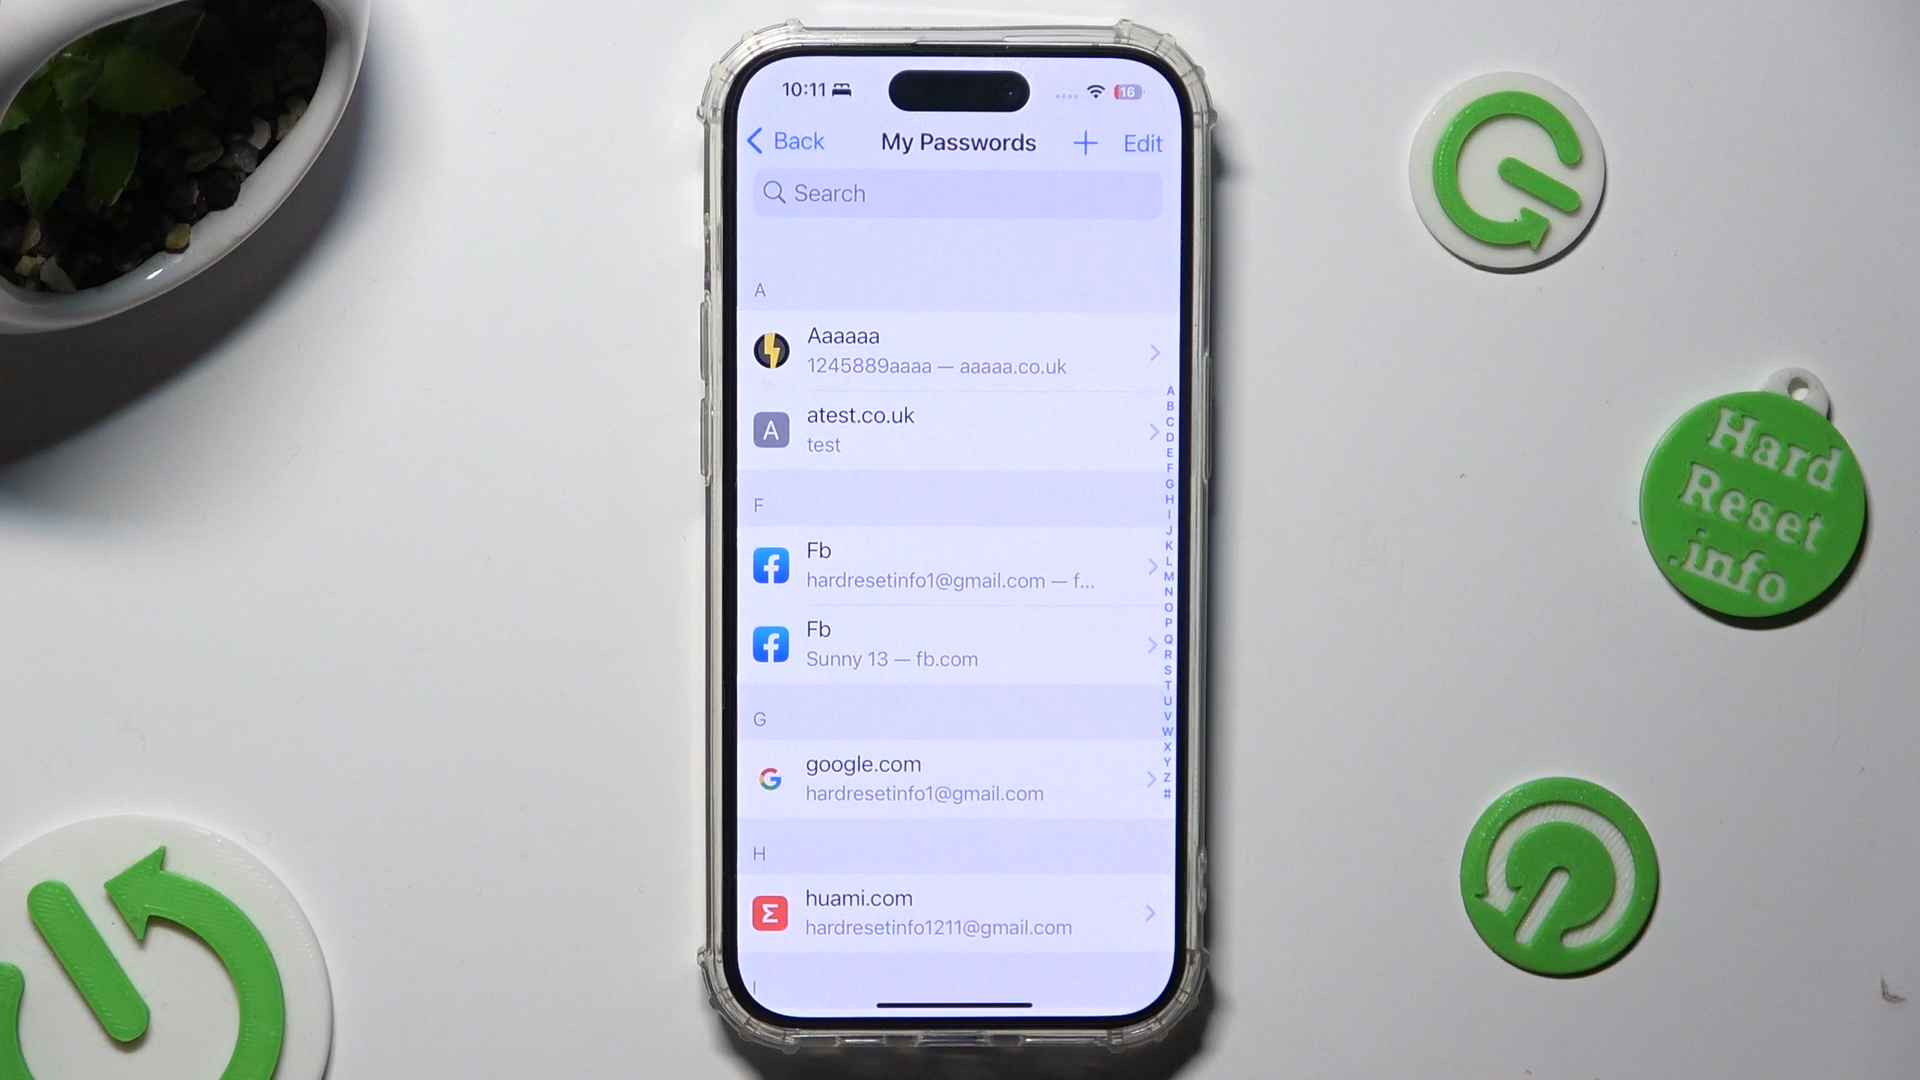 10:11
16
Back
My Passwords
+
Edit
Search
A
Aaaaaa
1245889aaaa — aaaaa.co.uk
A
atest.co.uk
test
F
Fb
hardresetinfo1@gmail.com — f...
Fb
Sunny 13 — fb.com
G
google.com
hardresetinfo1@gmail.com
H
huami.com
hardresetinfo1211@gmail.com
I
A
B
C
D
E
F
G
H
I
J
K
L
M
N
O
P
Q
R
S
T
U
V
W
X
Y
Z
#
Hard
Reset
.info